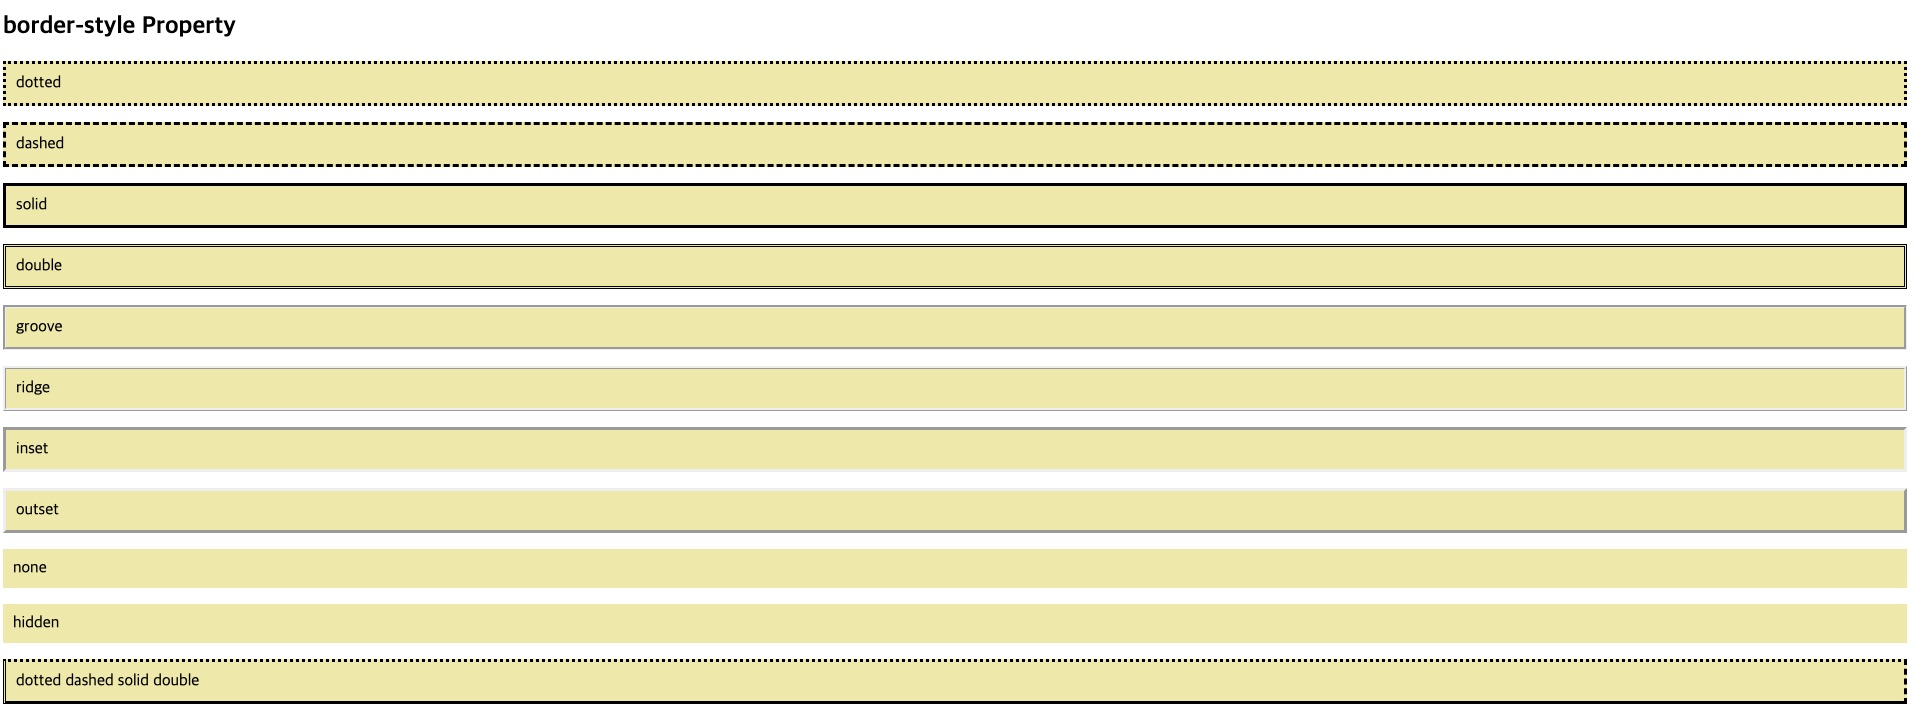 border-style Property
dotted
dashed
solid
double
groove
ridge
inset
outset
none
hidden
dotted dashed solid double